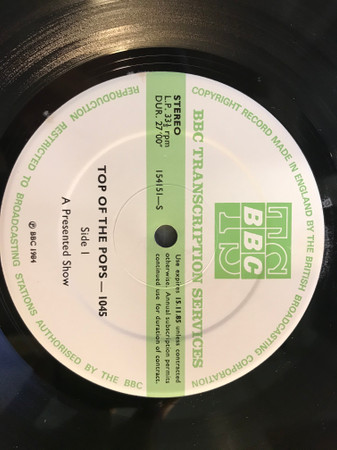 COPYRIGHT RECORD MADE IN ENGLAND BY THE BRITISH BROADCASTING CORPORATION
TS
BBC
TS
BBC TRANSCRIPTION SERVICES
STEREO
L.P. 33⅓ rpm
DUR. 27'00"
154151—S
Use expires 15.11.85 unless contracted
otherwise. Annual subscription permits
continued use for duration of contract.
TOP OF THE POPS — 1045
Side 1
A Presented Show
℗ BBC 1984
REPRODUCTION RESTRICTED TO BROADCASTING STATIONS AUTHORISED BY THE BBC